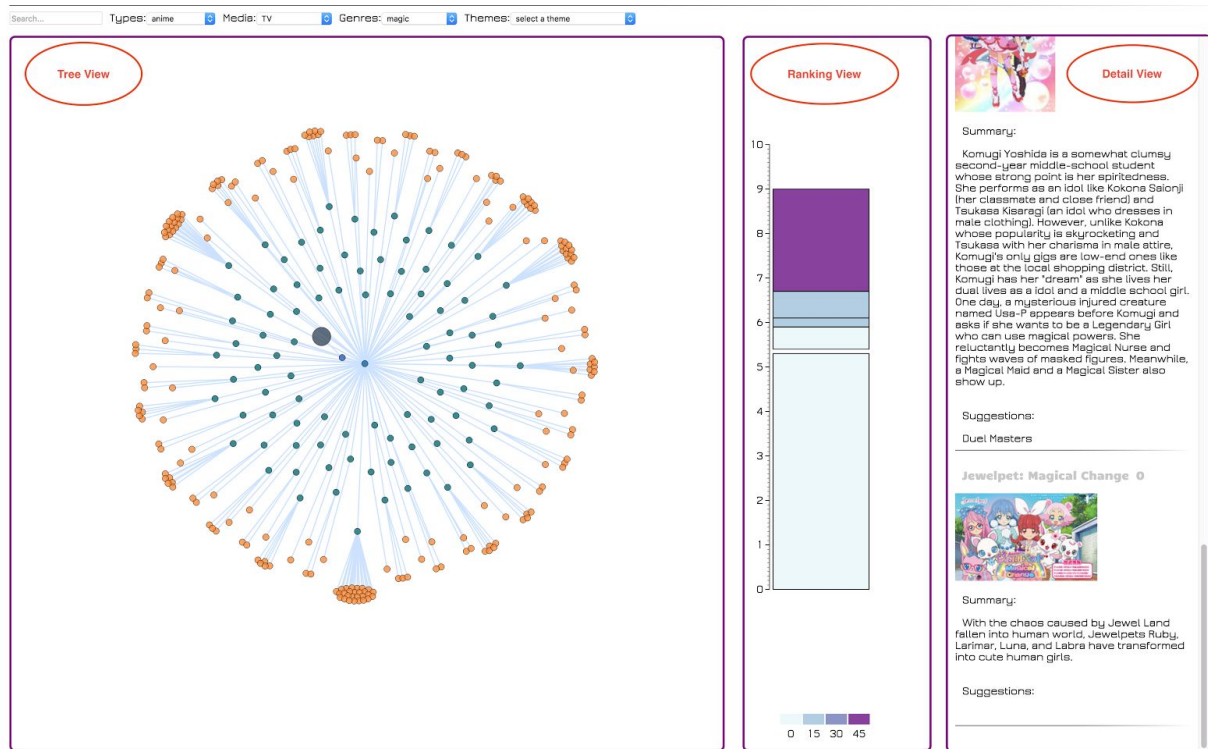 Search... Types: anime Media: TV Genres: magic Themes: select a theme
Tree View
Ranking View
10
9
8
7
6
5
4
3
2
1
0
0 15 30 45
Detail View
Summary:
Komugi Yoshida is a somewhat clumsy
second-year middle-school student
whose strong point is her spiritedness.
She performs as an idol like Kokona Saionji
(her classmate and close friend) and
Tsukasa Kisaragi (an idol who dresses in
male clothing). However, unlike Kokona
whose popularity is skyrocketing and
Tsukasa with her charisma in male attire,
Komugi's only gigs are low-end ones like
those at the local shopping district. Still,
Komugi has her "dream" as she lives her
dual lives as a idol and a middle school girl.
One day, a mysterious injured creature
named Usa-P appears before Komugi and
asks if she wants to be a Legendary Girl
who can use magical powers. She
reluctantly becomes Magical Nurse and
fights waves of masked figures. Meanwhile,
a Magical Maid and a Magical Sister also
show up.
Suggestions:
Duel Masters
Jewelpet: Magical Change 0
Summary:
With the chaos caused by Jewel Land
fallen into human world, Jewelpets Ruby,
Larimar, Luna, and Labra have transformed
into cute human girls.
Suggestions: